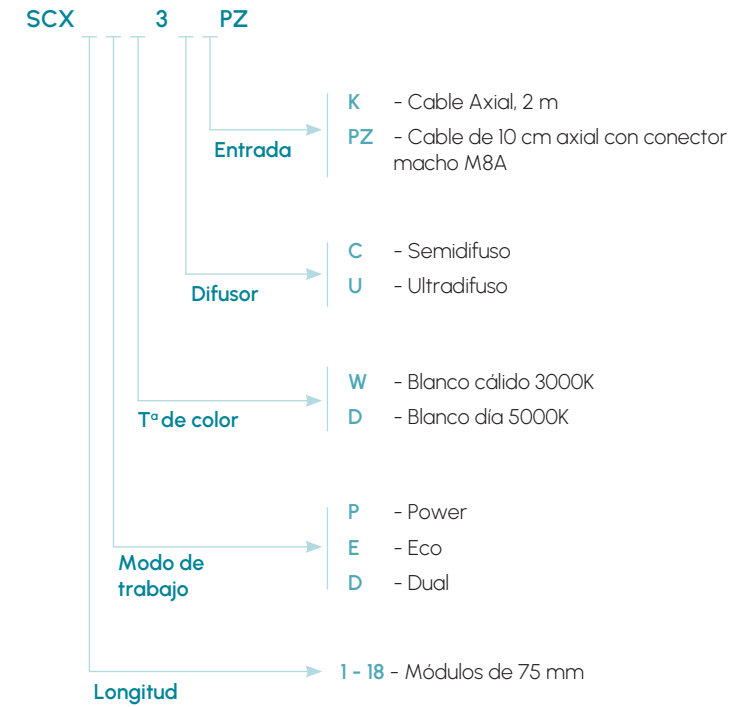 SCX 3 PZ
K - Cable Axial, 2 m
PZ - Cable de 10 cm axial con conector
macho M8A
Entrada
C - Semidifuso
U - Ultradifuso
Difusor
W - Blanco cálido 3000K
D - Blanco día 5000K
Tª de color
P - Power
E - Eco
D - Dual
Modo de
trabajo
1 - 18 - Módulos de 75 mm
Longitud